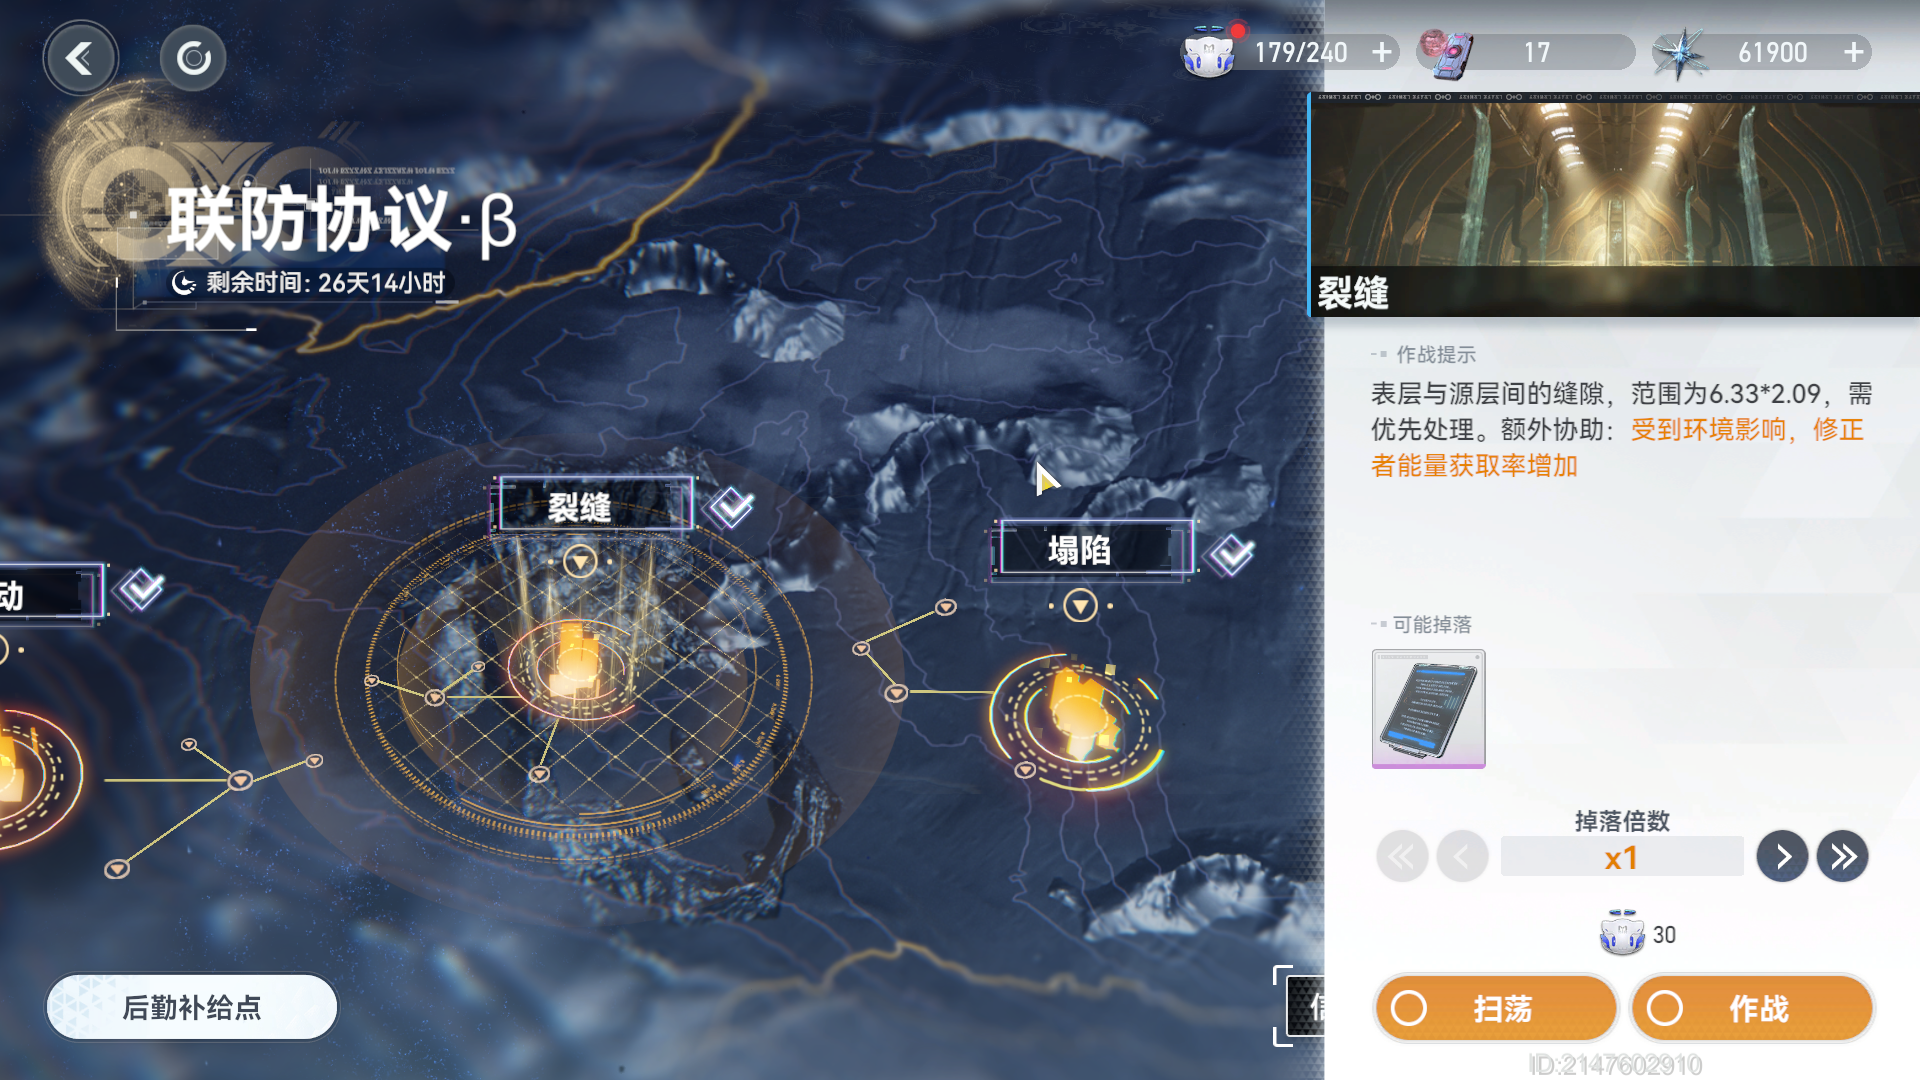 179/240
17
61900
联防协议·β
剩余时间: 26天14小时
裂缝
作战提示
表层与源层间的缝隙，范围为6.33*2.09，需
优先处理。额外协助：受到环境影响，修正
者能量获取率增加
裂缝
塌陷
动
可能掉落
掉落倍数
x1
30
后勤补给点
扫荡
作战
ID:2147602910